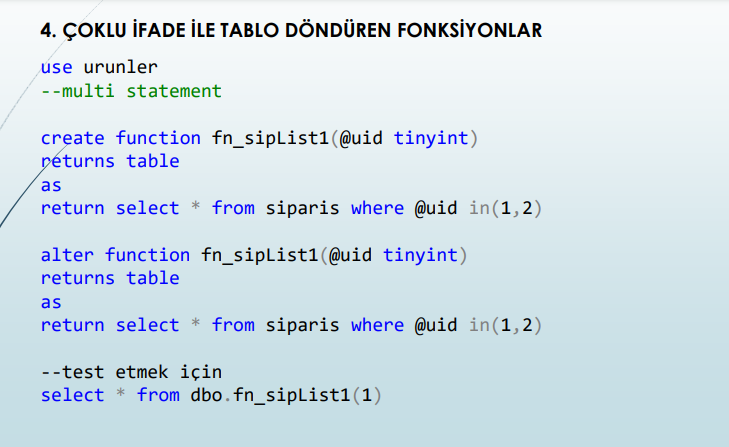 4. ÇOKLU İFADE İLE TABLO DÖNDÜREN FONKSİYONLAR
use urunler
--multi statement
create function fn_sipList1(@uid tinyint)
returns table
as
return select * from siparis where @uid in(1,2)
alter function fn_sipList1(@uid tinyint)
returns table
as
return select * from siparis where @uid in(1,2)
--test etmek için
select * from dbo.fn_sipList1(1)